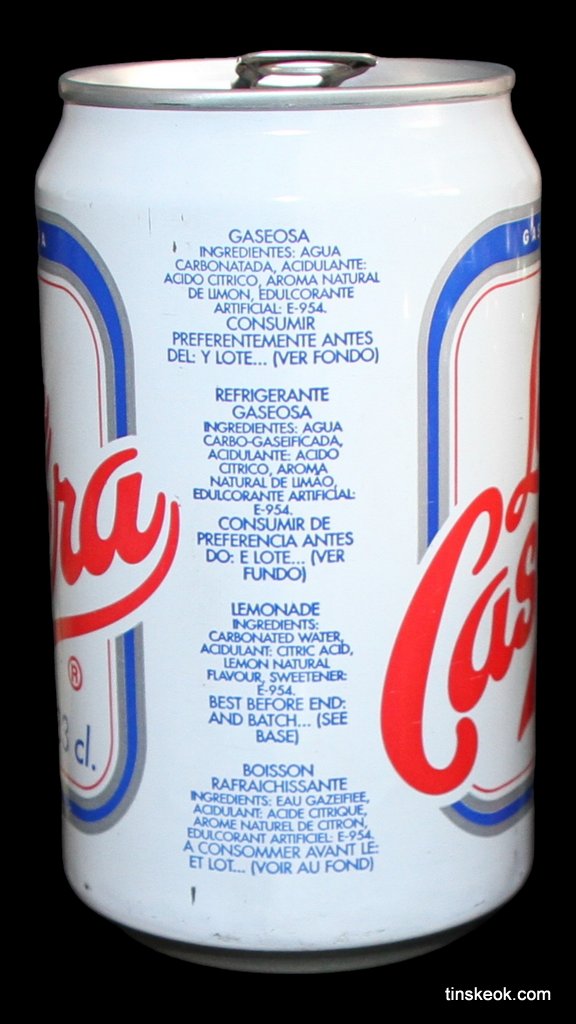 GASEOSA
INGREDIENTES: AGUA
CARBONATADA, ACIDULANTE:
ACIDO CITRICO, AROMA NATURAL
DE LIMON, EDULCORANTE
ARTIFICIAL: E-954.
CONSUMIR
PREFERENTEMENTE ANTES
DEL: Y LOTE... (VER FONDO)
REFRIGERANTE
GASEOSA
INGREDIENTES: AGUA
CARBO-GASEIFICADA,
ACIDULANTE: ACIDO
CITRICO, AROMA
NATURAL DE LIMÃO,
EDULCORANTE ARTIFICIAL:
E-954.
CONSUMIR DE
PREFERENCIA ANTES
DO: E LOTE... (VER
FUNDO)
LEMONADE
INGREDIENTS:
CARBONATED WATER,
ACIDULANT: CITRIC ACID,
LEMON NATURAL
FLAVOUR, SWEETENER:
E-954.
BEST BEFORE END:
AND BATCH... (SEE
BASE)
BOISSON
RAFRAICHISSANTE
INGREDIENTS: EAU GAZEIFIEE,
ACIDULANT: ACIDE CITRIQUE,
AROME NATUREL DE CITRON,
EDULCORANT ARTIFICIEL: E-954.
A CONSOMMER AVANT LE:
ET LOT... (VOIR AU FOND)
®
cl.
tinskeok.com